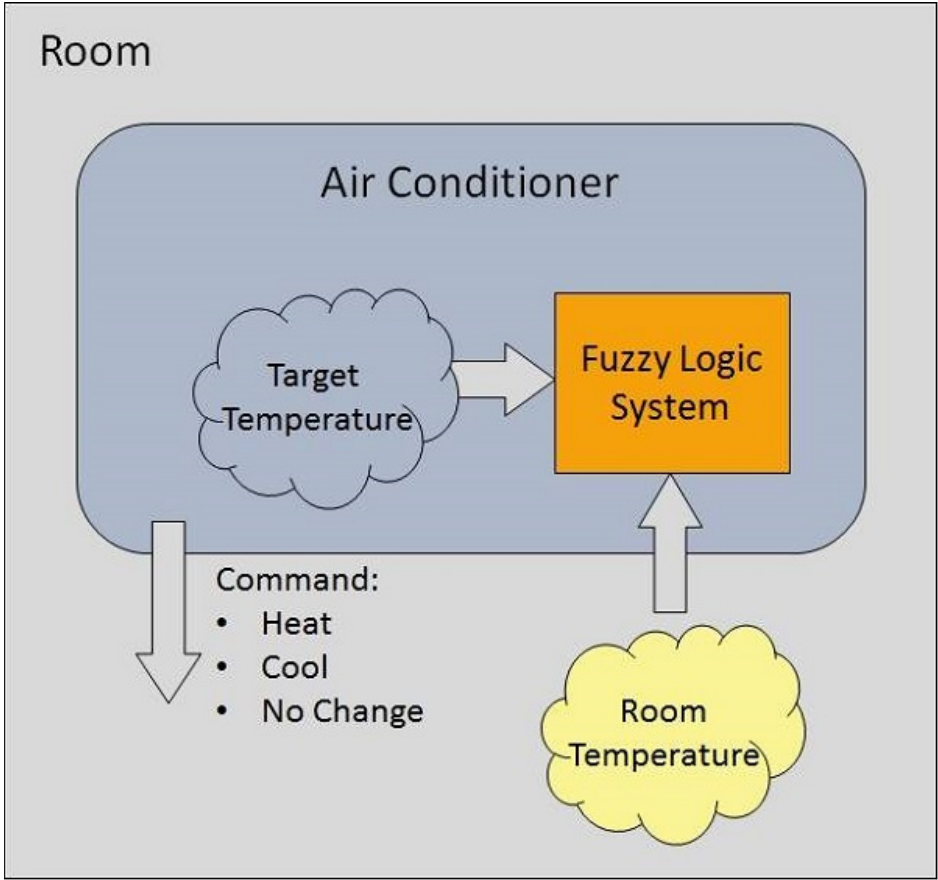 Room
Air Conditioner
Target
Temperature
Fuzzy Logic
System
Command:
• Heat
• Cool
• No Change
Room
Temperature